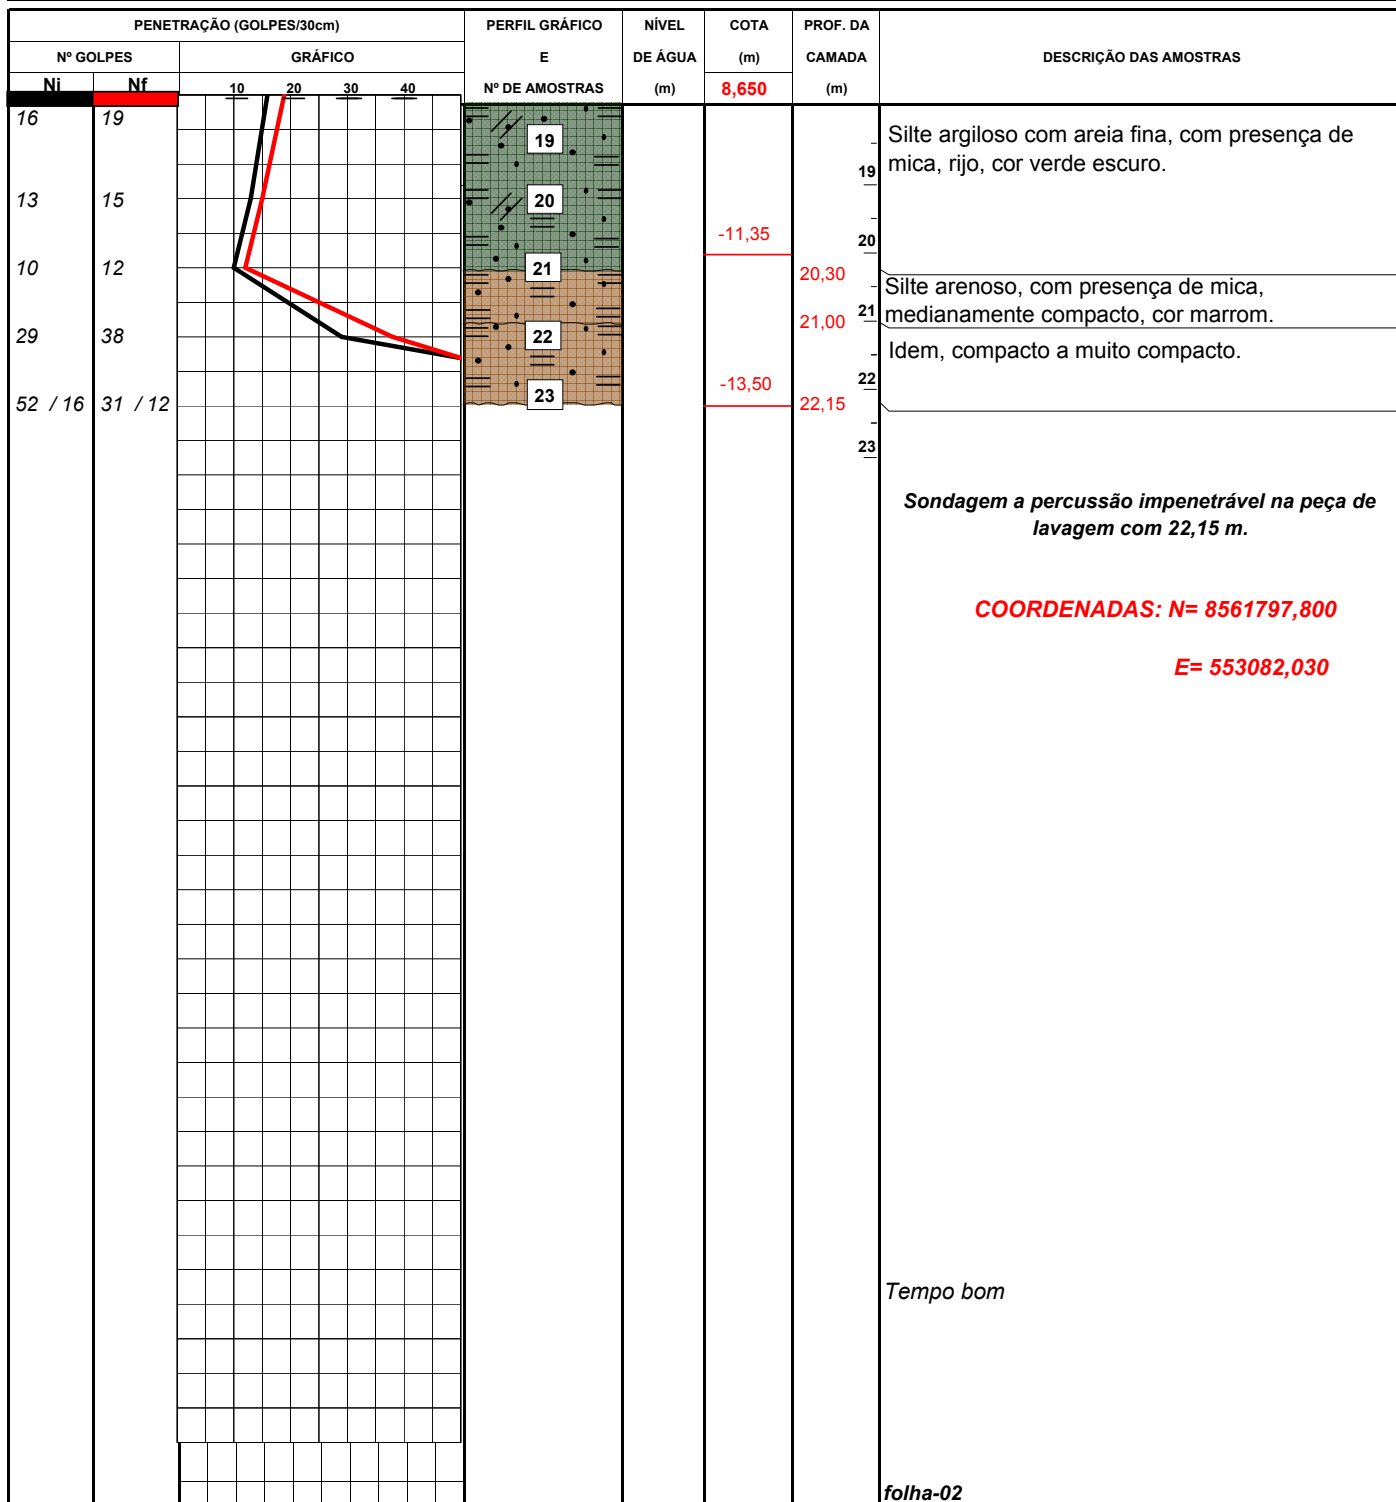 PENETRAÇÃO (GOLPES/30cm) PERFIL GRÁFICO NÍVEL COTA PROF. DA
Nº GOLPES GRÁFICO E DE ÁGUA (m) CAMADA DESCRIÇÃO DAS AMOSTRAS
Ni Nf 10 20 30 40 Nº DE AMOSTRAS (m) 8,650 (m)
16 19
19
Silte argiloso com areia fina, com presença de
mica, rijo, cor verde escuro.
19
13 15 20
-11,35 20
10 12 21 20,30
Silte arenoso, com presença de mica,
medianamente compacto, cor marrom.
21,00 21
29 38 22
Idem, compacto a muito compacto.
-13,50 22
52 / 16 31 / 12 23 22,15
23
Sondagem a percussão impenetrável na peça de
lavagem com 22,15 m.
COORDENADAS: N= 8561797,800
E= 553082,030
Tempo bom
folha-02